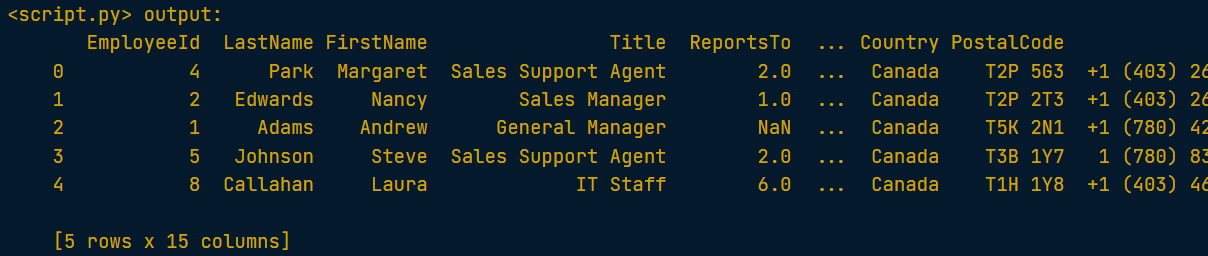 <script.py> output:
EmployeeId LastName FirstName Title ReportsTo ... Country PostalCode
0 4 Park Margaret Sales Support Agent 2.0 ... Canada T2P 5G3 +1 (403) 26
1 2 Edwards Nancy Sales Manager 1.0 ... Canada T2P 2T3 +1 (403) 26
2 1 Adams Andrew General Manager NaN ... Canada T5K 2N1 +1 (780) 42
3 5 Johnson Steve Sales Support Agent 2.0 ... Canada T3B 1Y7 1 (780) 83
4 8 Callahan Laura IT Staff 6.0 ... Canada T1H 1Y8 +1 (403) 46
[5 rows x 15 columns]